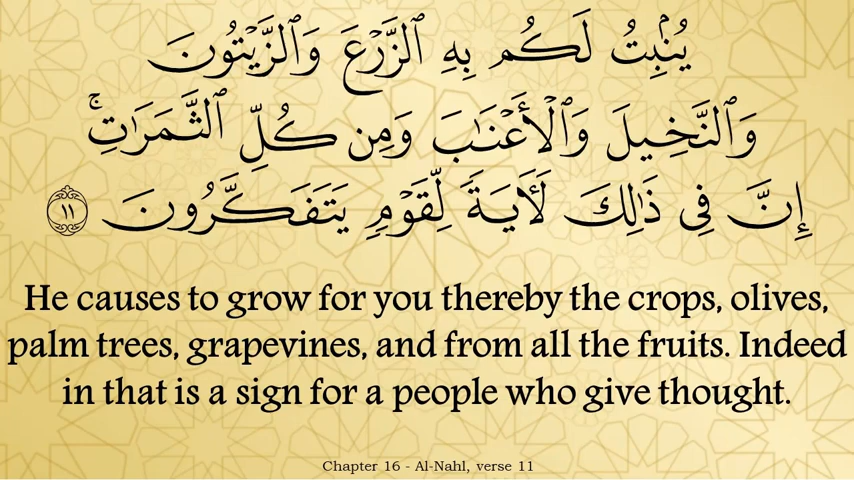 يُنۢبِتُ لَكُم بِهِ ٱلزَّرۡعَ وَٱلزَّيۡتُونَ
وَٱلنَّخِيلَ وَٱلۡأَعۡنَٰبَ وَمِن كُلِّ ٱلثَّمَرَٰتِۚ
إِنَّ فِي ذَٰلِكَ لَأٓيَةٗ لِّقَوۡمٖ يَتَفَكَّرُونَ ١١
He causes to grow for you thereby the crops, olives,
palm trees, grapevines, and from all the fruits. Indeed
in that is a sign for a people who give thought.
Chapter 16 - Al-Nahl, verse 11